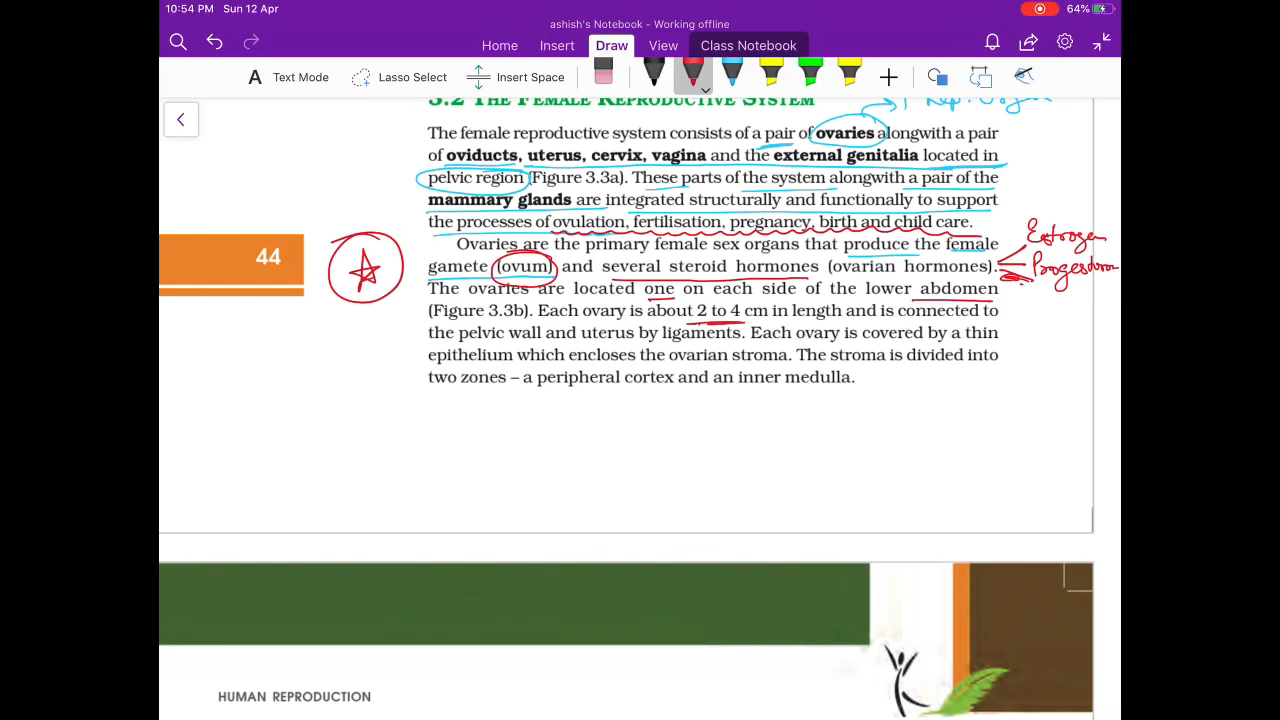 10:54 PM Sun 12 Apr
64%
ashish's Notebook - Working offline
Home Insert Draw View Class Notebook
Text Mode Lasso Select Insert Space
3.2 THE FEMALE REPRODUCTIVE SYSTEM
The female reproductive system consists of a pair of ovaries alongwith a pair
of oviducts, uterus, cervix, vagina and the external genitalia located in
pelvic region (Figure 3.3a). These parts of the system alongwith a pair of the
mammary glands are integrated structurally and functionally to support
the processes of ovulation, fertilisation, pregnancy, birth and child care.
Estrogen
Ovaries are the primary female sex organs that produce the female
44
gamete (ovum) and several steroid hormones (ovarian hormones).
The ovaries are located one on each side of the lower abdomen
(Figure 3.3b). Each ovary is about 2 to 4 cm in length and is connected to
the pelvic wall and uterus by ligaments. Each ovary is covered by a thin
epithelium which encloses the ovarian stroma. The stroma is divided into
two zones – a peripheral cortex and an inner medulla.
HUMAN REPRODUCTION